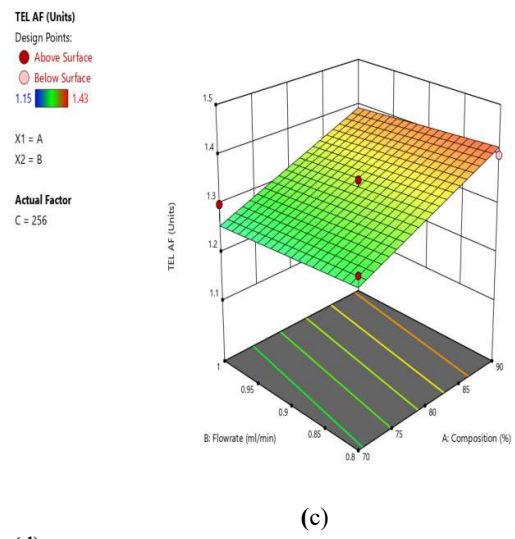 TEL AF (Units)
Design Points:
Above Surface
Below Surface
1.15 1.43
X1 = A
X2 = B
Actual Factor
C = 256
TEL AF (Units)
1.5
1.4
1.3
1.2
1.1
1
0.95
0.9
0.85
0.8
B: Flowrate (ml/min)
70
75
80
85
90
A: Composition (%)
(c)